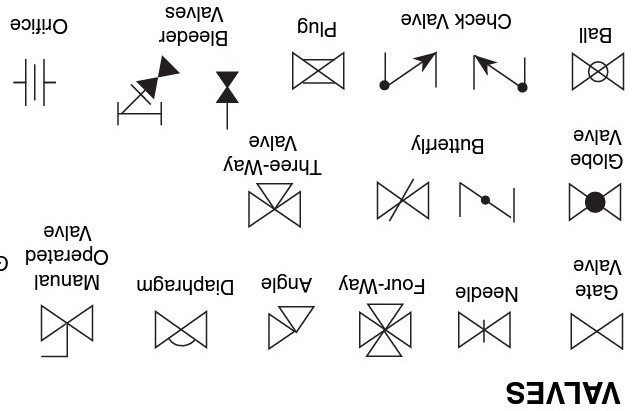 VALVES
Gate
Valve
Needle
Four-Way
Angle
Diaphragm
Manual
Operated
Valve
Globe
Valve
Butterfly
Three-Way
Valve
Ball
Check Valve
Plug
Bleeder
Valves
Orifice